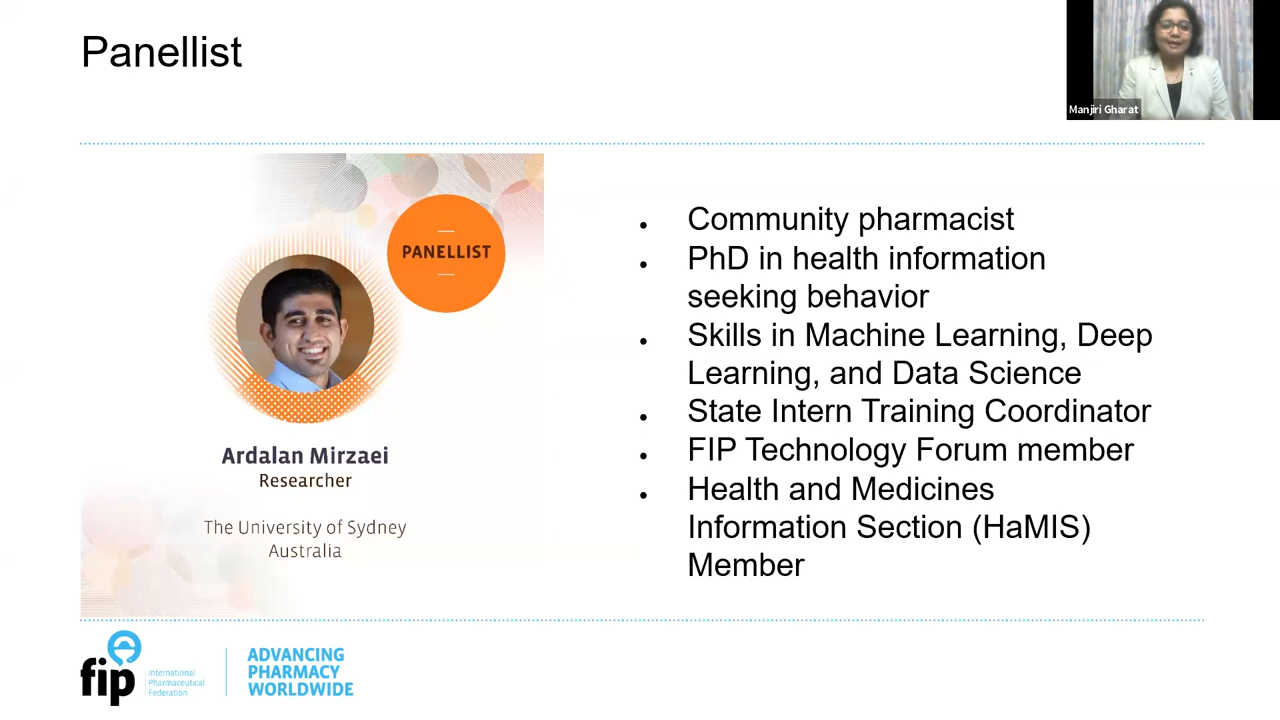 Panellist
Manjiri Gharat
PANELLIST
Ardalan Mirzaei
Researcher
The University of Sydney
Australia
• Community pharmacist
• PhD in health information
seeking behavior
• Skills in Machine Learning, Deep
Learning, and Data Science
• State Intern Training Coordinator
• FIP Technology Forum member
• Health and Medicines
Information Section (HaMIS)
Member
fip
International
Pharmaceutical
Federation
ADVANCING
PHARMACY
WORLDWIDE